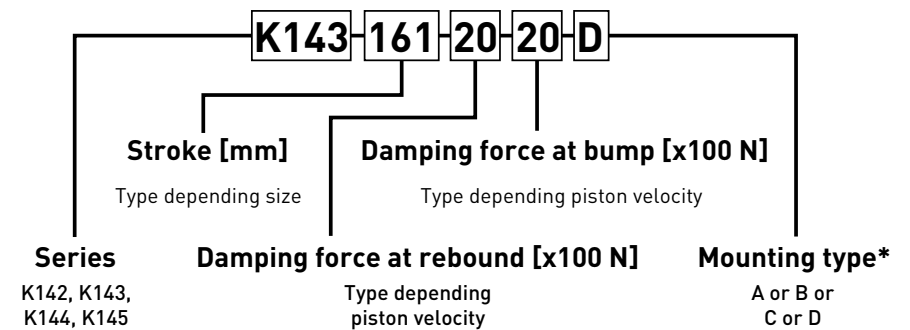 K143-161-20-20-D
Stroke [mm]
Damping force at bump [x100 N]
Type depending size
Type depending piston velocity
Series
Damping force at rebound [x100 N]
Mounting type*
K142, K143,
K144, K145
Type depending
piston velocity
A or B or
C or D